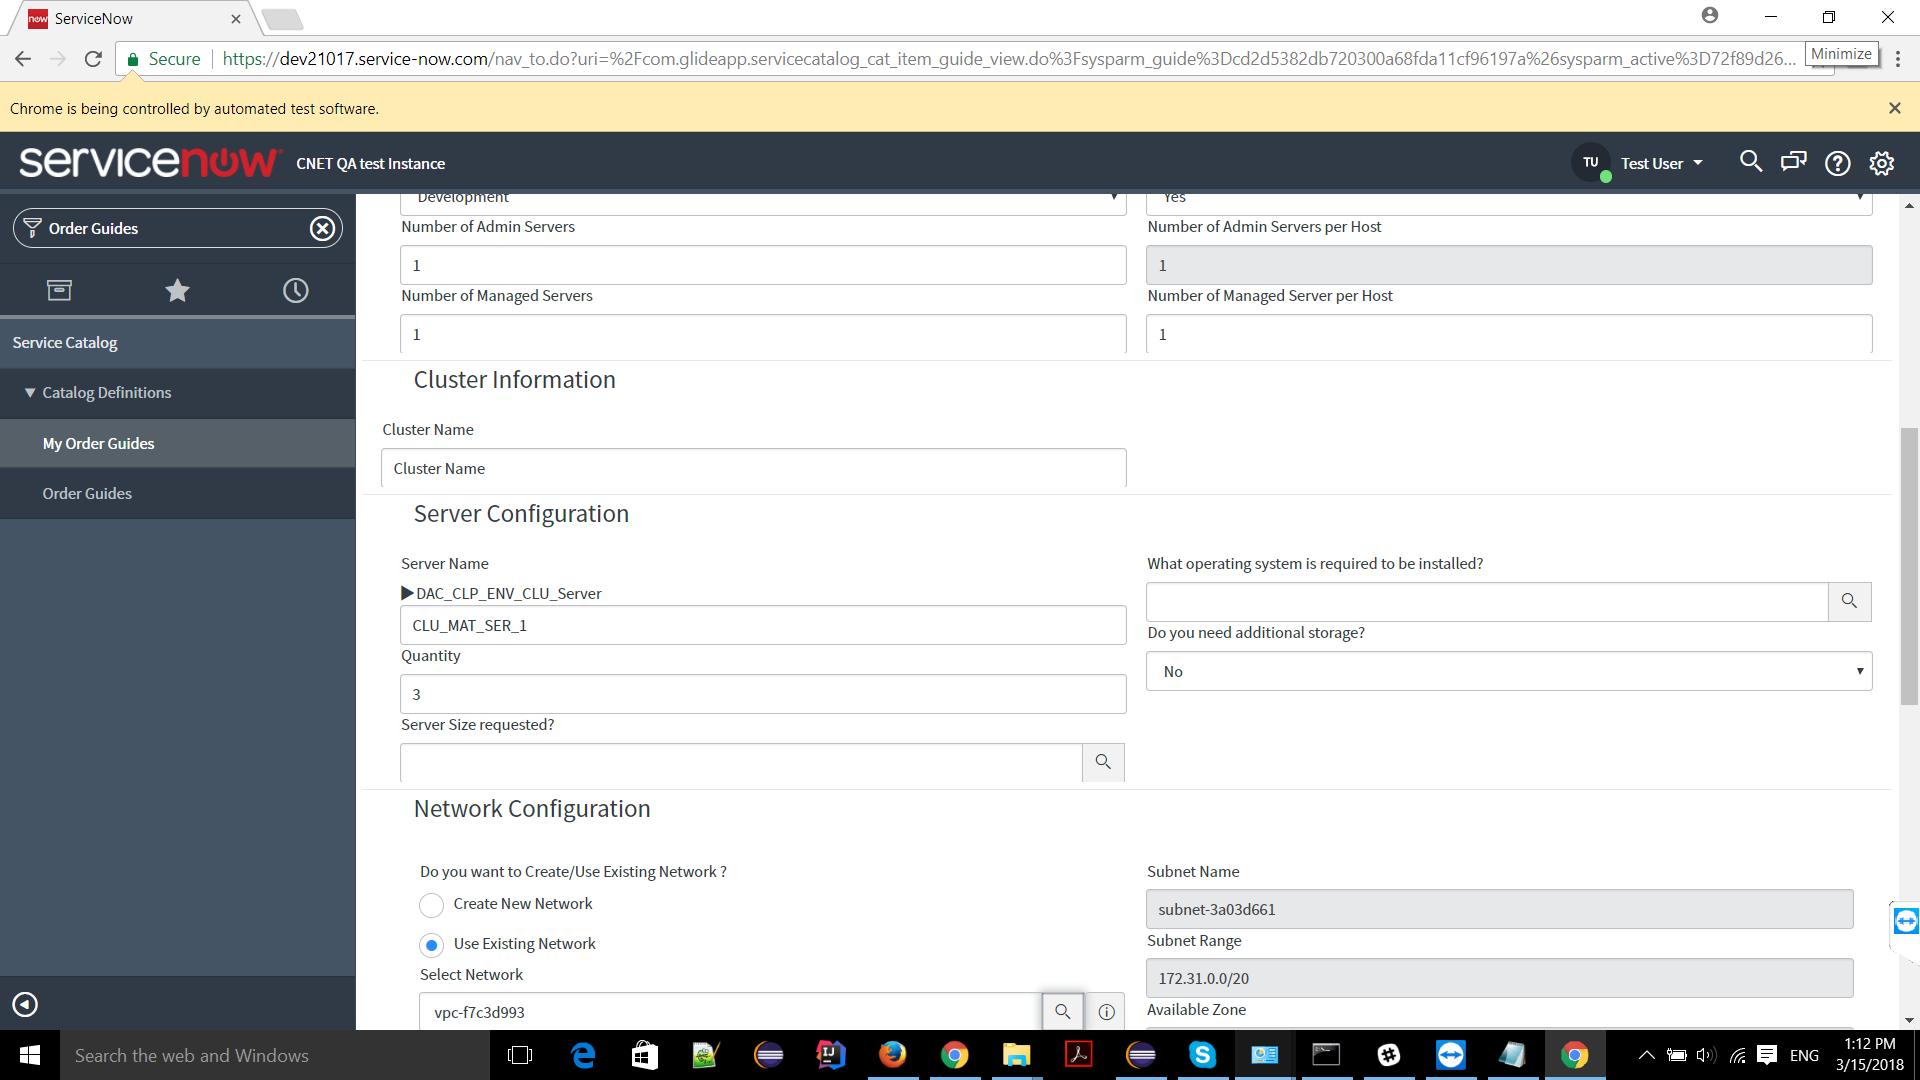 now ServiceNow
Secure https://dev21017.service-now.com/nav_to.do?uri=%2Fcom.glideapp.servicecatalog_cat_item_guide_view.do%3Fsysparm_guide%3Dcd2d5382db720300a68fda11cf96197a%26sysparm_active%3D72f89d26...
Minimize
Chrome is being controlled by automated test software.
servicenow CNET QA test Instance
TU Test User
Order Guides
Service Catalog
Catalog Definitions
My Order Guides
Order Guides
Development
Yes
Number of Admin Servers
Number of Admin Servers per Host
1
1
Number of Managed Servers
Number of Managed Server per Host
1
1
Cluster Information
Cluster Name
Cluster Name
Server Configuration
Server Name
What operating system is required to be installed?
DAC_CLP_ENV_CLU_Server
CLU_MAT_SER_1
Do you need additional storage?
Quantity
No
3
Server Size requested?
Network Configuration
Do you want to Create/Use Existing Network ?
Subnet Name
Create New Network
subnet-3a03d661
Use Existing Network
Subnet Range
Select Network
172.31.0.0/20
vpc-f7c3d993
Available Zone
Search the web and Windows
ENG
1:12 PM
3/15/2018